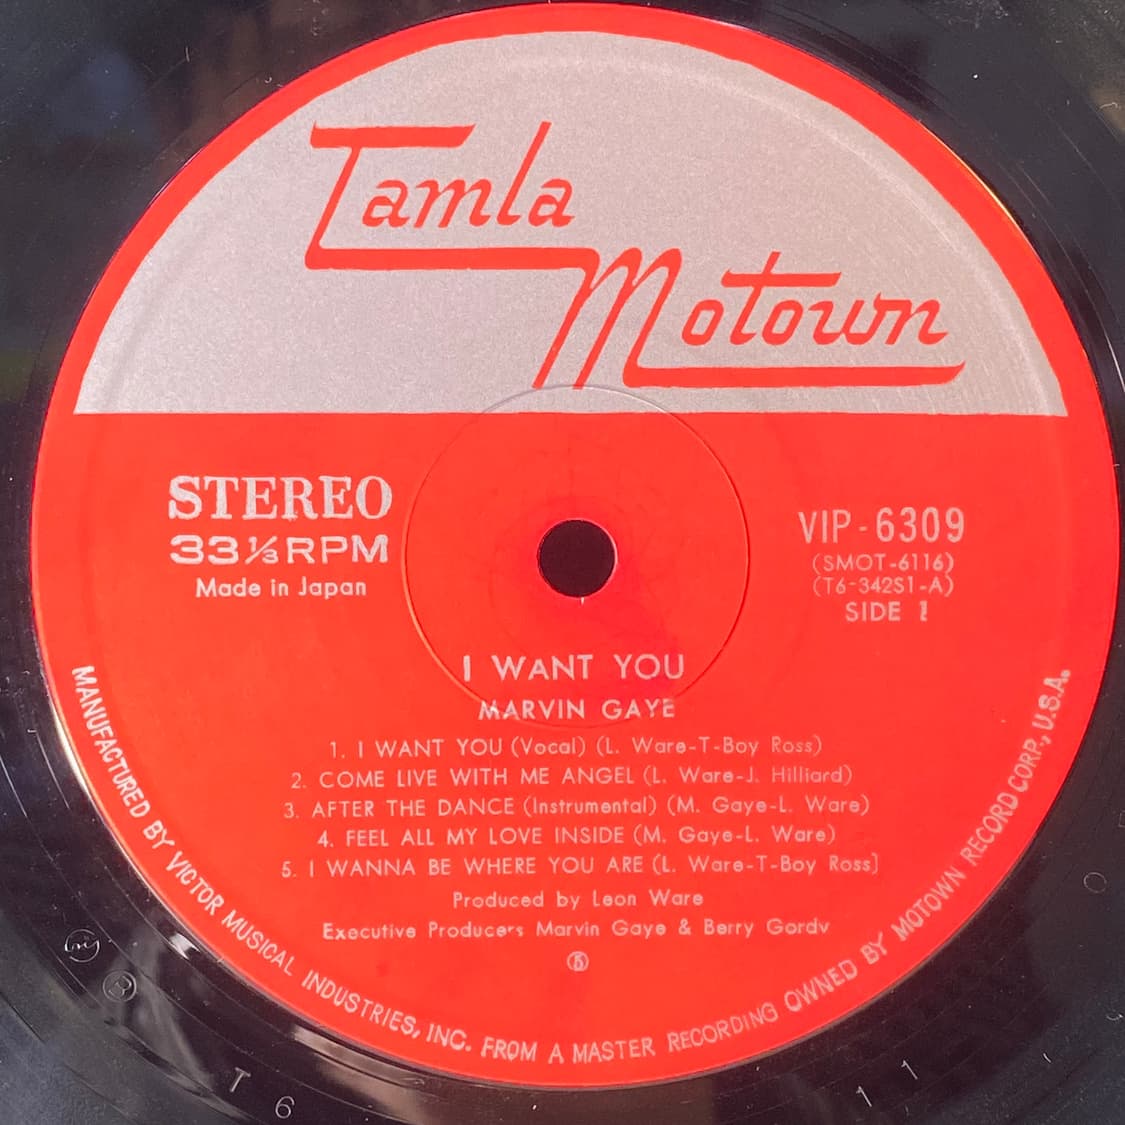 Tamla
Motown
STEREO
33⅓RPM
Made in Japan
VIP-6309
(SMOT-6116)
(T6-342S1-A)
SIDE 1
I WANT YOU
MARVIN GAYE
1. I WANT YOU (Vocal) (L. Ware-T-Boy Ross)
2. COME LIVE WITH ME ANGEL (L. Ware-J. Hilliard)
3. AFTER THE DANCE (Instrumental) (M. Gaye-L. Ware)
4. FEEL ALL MY LOVE INSIDE (M. Gaye-L. Ware)
5. I WANNA BE WHERE YOU ARE (L. Ware-T-Boy Ross)
Produced by Leon Ware
Executive Producers Marvin Gaye & Berry Gordy
MANUFACTURED BY VICTOR MUSICAL INDUSTRIES, INC. FROM A MASTER RECORDING OWNED BY MOTOWN RECORD CORP., U.S.A.
T 6
1 1